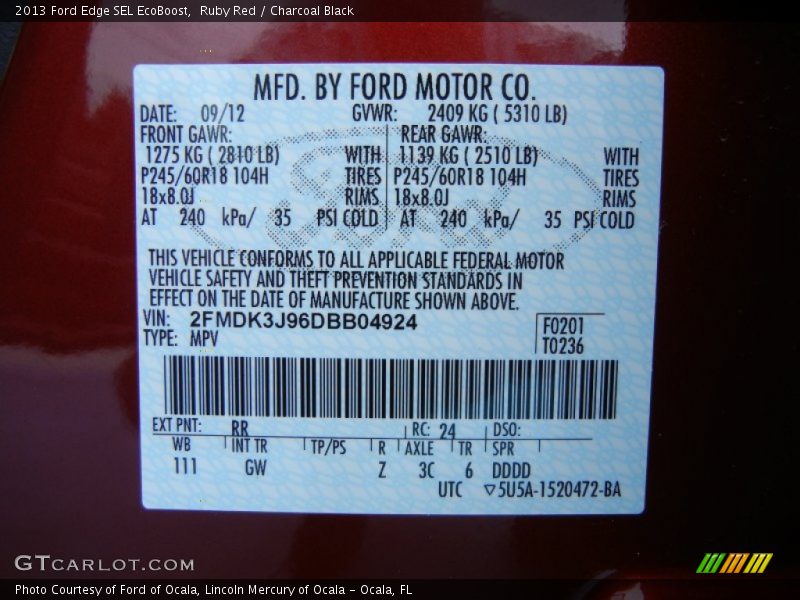 2013 Ford Edge SEL EcoBoost,  Ruby Red / Charcoal Black
MFD. BY FORD MOTOR CO.
DATE: 09/12 GVWR: 2409 KG ( 5310 LB)
FRONT GAWR: REAR GAWR:
1275 KG ( 2810 LB) WITH 1139 KG ( 2510 LB) WITH
P245/60R18 104H TIRES P245/60R18 104H TIRES
18x8.0J RIMS 18x8.0J RIMS
AT 240 kPa/ 35 PSI COLD AT 240 kPa/ 35 PSI COLD
THIS VEHICLE CONFORMS TO ALL APPLICABLE FEDERAL MOTOR
VEHICLE SAFETY AND THEFT PREVENTION STANDARDS IN
EFFECT ON THE DATE OF MANUFACTURE SHOWN ABOVE.
VIN: 2FMDK3J96DBB04924 F0201
TYPE: MPV T0236
EXT PNT: RR RC: 24 DSO:
WB INT TR TP/PS R AXLE TR SPR
111 GW Z 3C 6 DDDD
UTC ▽5U5A-1520472-BA
GTCARLOT.COM
Photo Courtesy of Ford of Ocala, Lincoln Mercury of Ocala – Ocala, FL